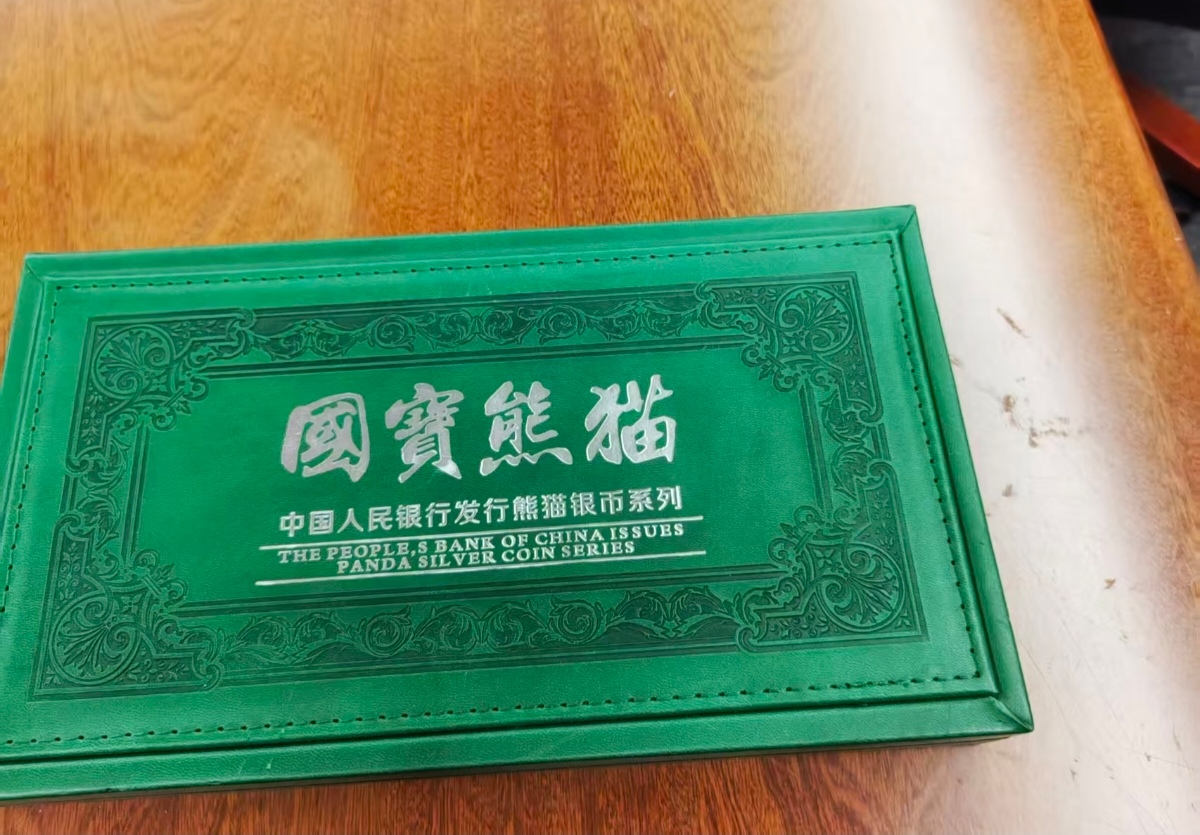 國寶熊猫
中国人民银行发行熊猫银币系列
THE PEOPLE,S BANK OF CHINA ISSUES
PANDA SILVER COIN SERIES